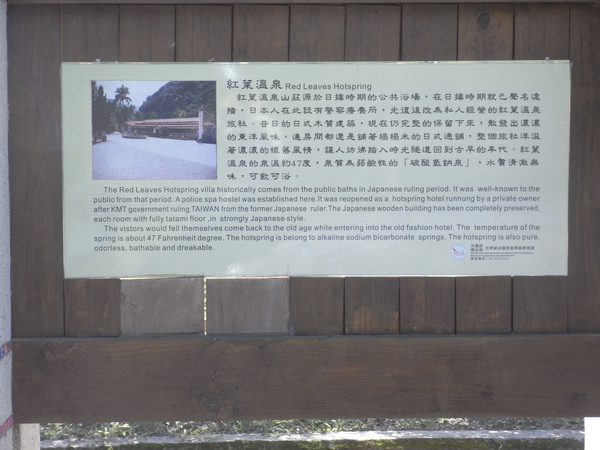 紅葉溫泉 Red Leaves Hotspring
紅葉溫泉山莊源於日據時期的公共浴場，在日據時期就已聲名遠
播，日本人在此設有警察療養所，光這後改為私人經營的紅葉溫泉
旅社。昔日的日式木質建築，現在仍完整的保留下來，散發出濃濃
的東洋風味，連房間都還是鋪著榻榻米的日式通鋪，整個旅社洋溢
著濃濃的懷舊風情，讓人彷彿踏入時光隧道回到古早的年代。紅葉
溫泉的泉溫約47度，泉質為弱鹼性的「碳酸氫鈉泉」，水質清澈無
味，可飲可浴。
The Red Leaves Hotspring villa historically comes from the public baths in Japanese ruling period. It was well-known to the
public from that period. A police spa hostel was established here.It was reopened as a hotspring hotel runnung by a private owner
after KMT government ruling TAIWAN from the former Japanese ruler.The Japanese wooden building has been completely preserved,
each room with fully tatami floor ,in strongly Japanese style.
The vistors would fell themselves come back to the old age while entering into the old fashion hotel. The tamperature of the
spring is about 47 Fahrenheit degree. The hotspring is belong to alkaline sodium bicarbonate springs. The hotspring is also pure,
odorless, bathable and dreakable.